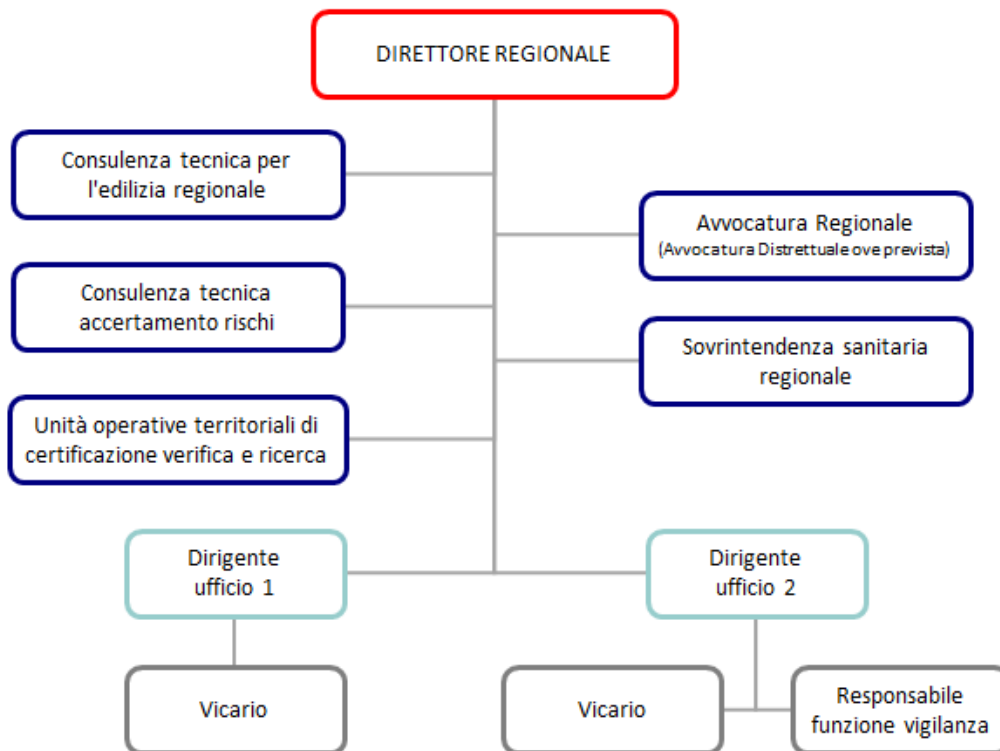 DIRETTORE REGIONALE
Consulenza tecnica per
l'edilizia regionale
Avvocatura Regionale
(Avvocatura Distrettuale ove prevista)
Consulenza tecnica
accertamento rischi
Sovrintendenza sanitaria
regionale
Unità operative territoriali di
certificazione verifica e ricerca
Dirigente
ufficio 1
Dirigente
ufficio 2
Vicario
Vicario
Responsabile
funzione vigilanza